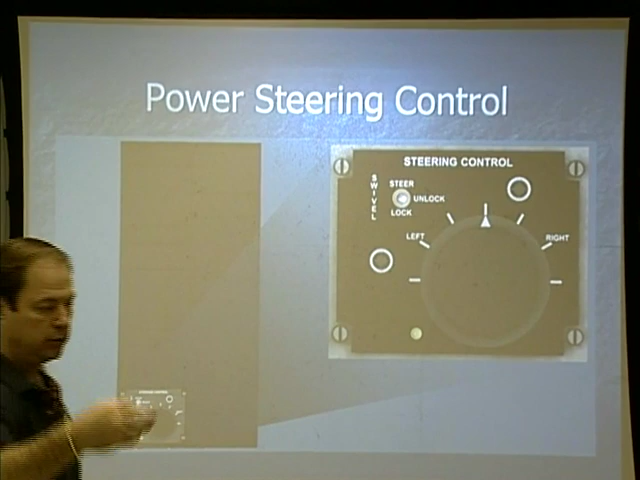 Power Steering Control
STEERING CONTROL
SWIVEL
STEER
UNLOCK
LOCK
LEFT
RIGHT